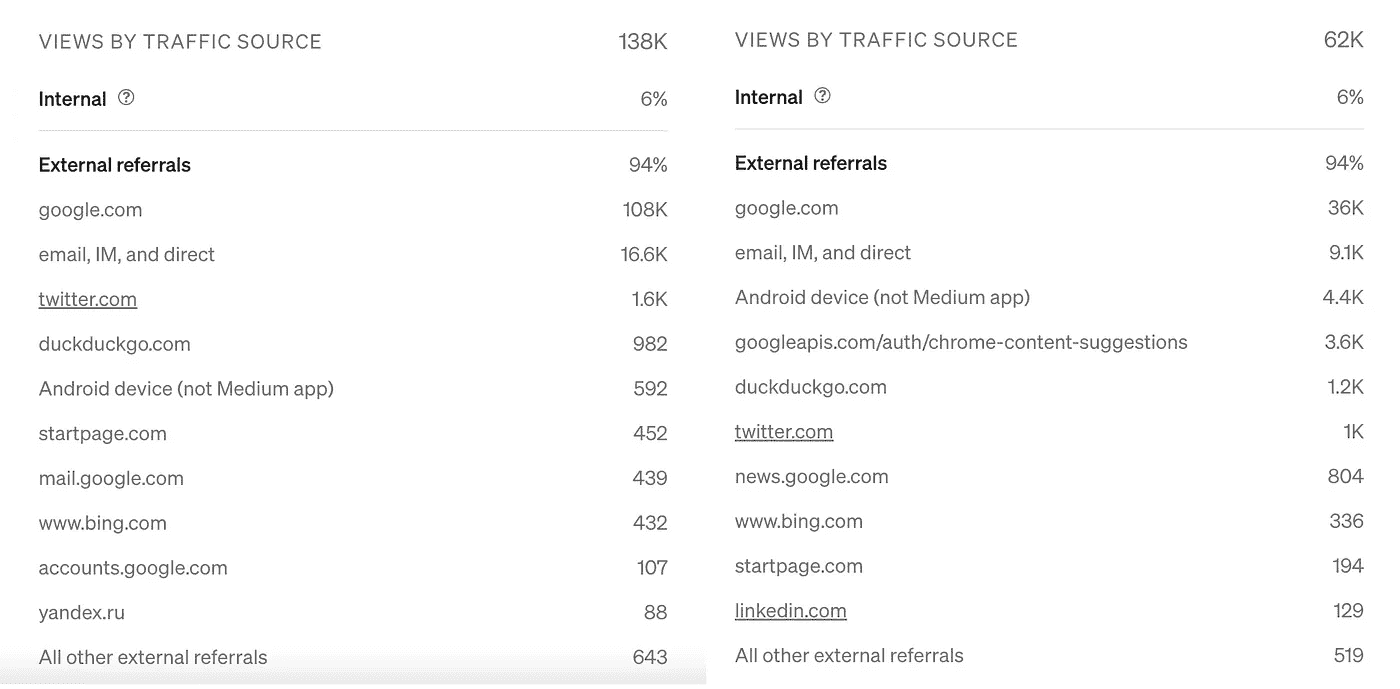 VIEWS BY TRAFFIC SOURCE 138K
Internal ? 6%
External referrals 94%
google.com 108K
email, IM, and direct 16.6K
twitter.com 1.6K
duckduckgo.com 982
Android device (not Medium app) 592
startpage.com 452
mail.google.com 439
www.bing.com 432
accounts.google.com 107
yandex.ru 88
All other external referrals 643
VIEWS BY TRAFFIC SOURCE 62K
Internal ? 6%
External referrals 94%
google.com 36K
email, IM, and direct 9.1K
Android device (not Medium app) 4.4K
googleapis.com/auth/chrome-content-suggestions 3.6K
duckduckgo.com 1.2K
twitter.com 1K
news.google.com 804
www.bing.com 336
startpage.com 194
linkedin.com 129
All other external referrals 519